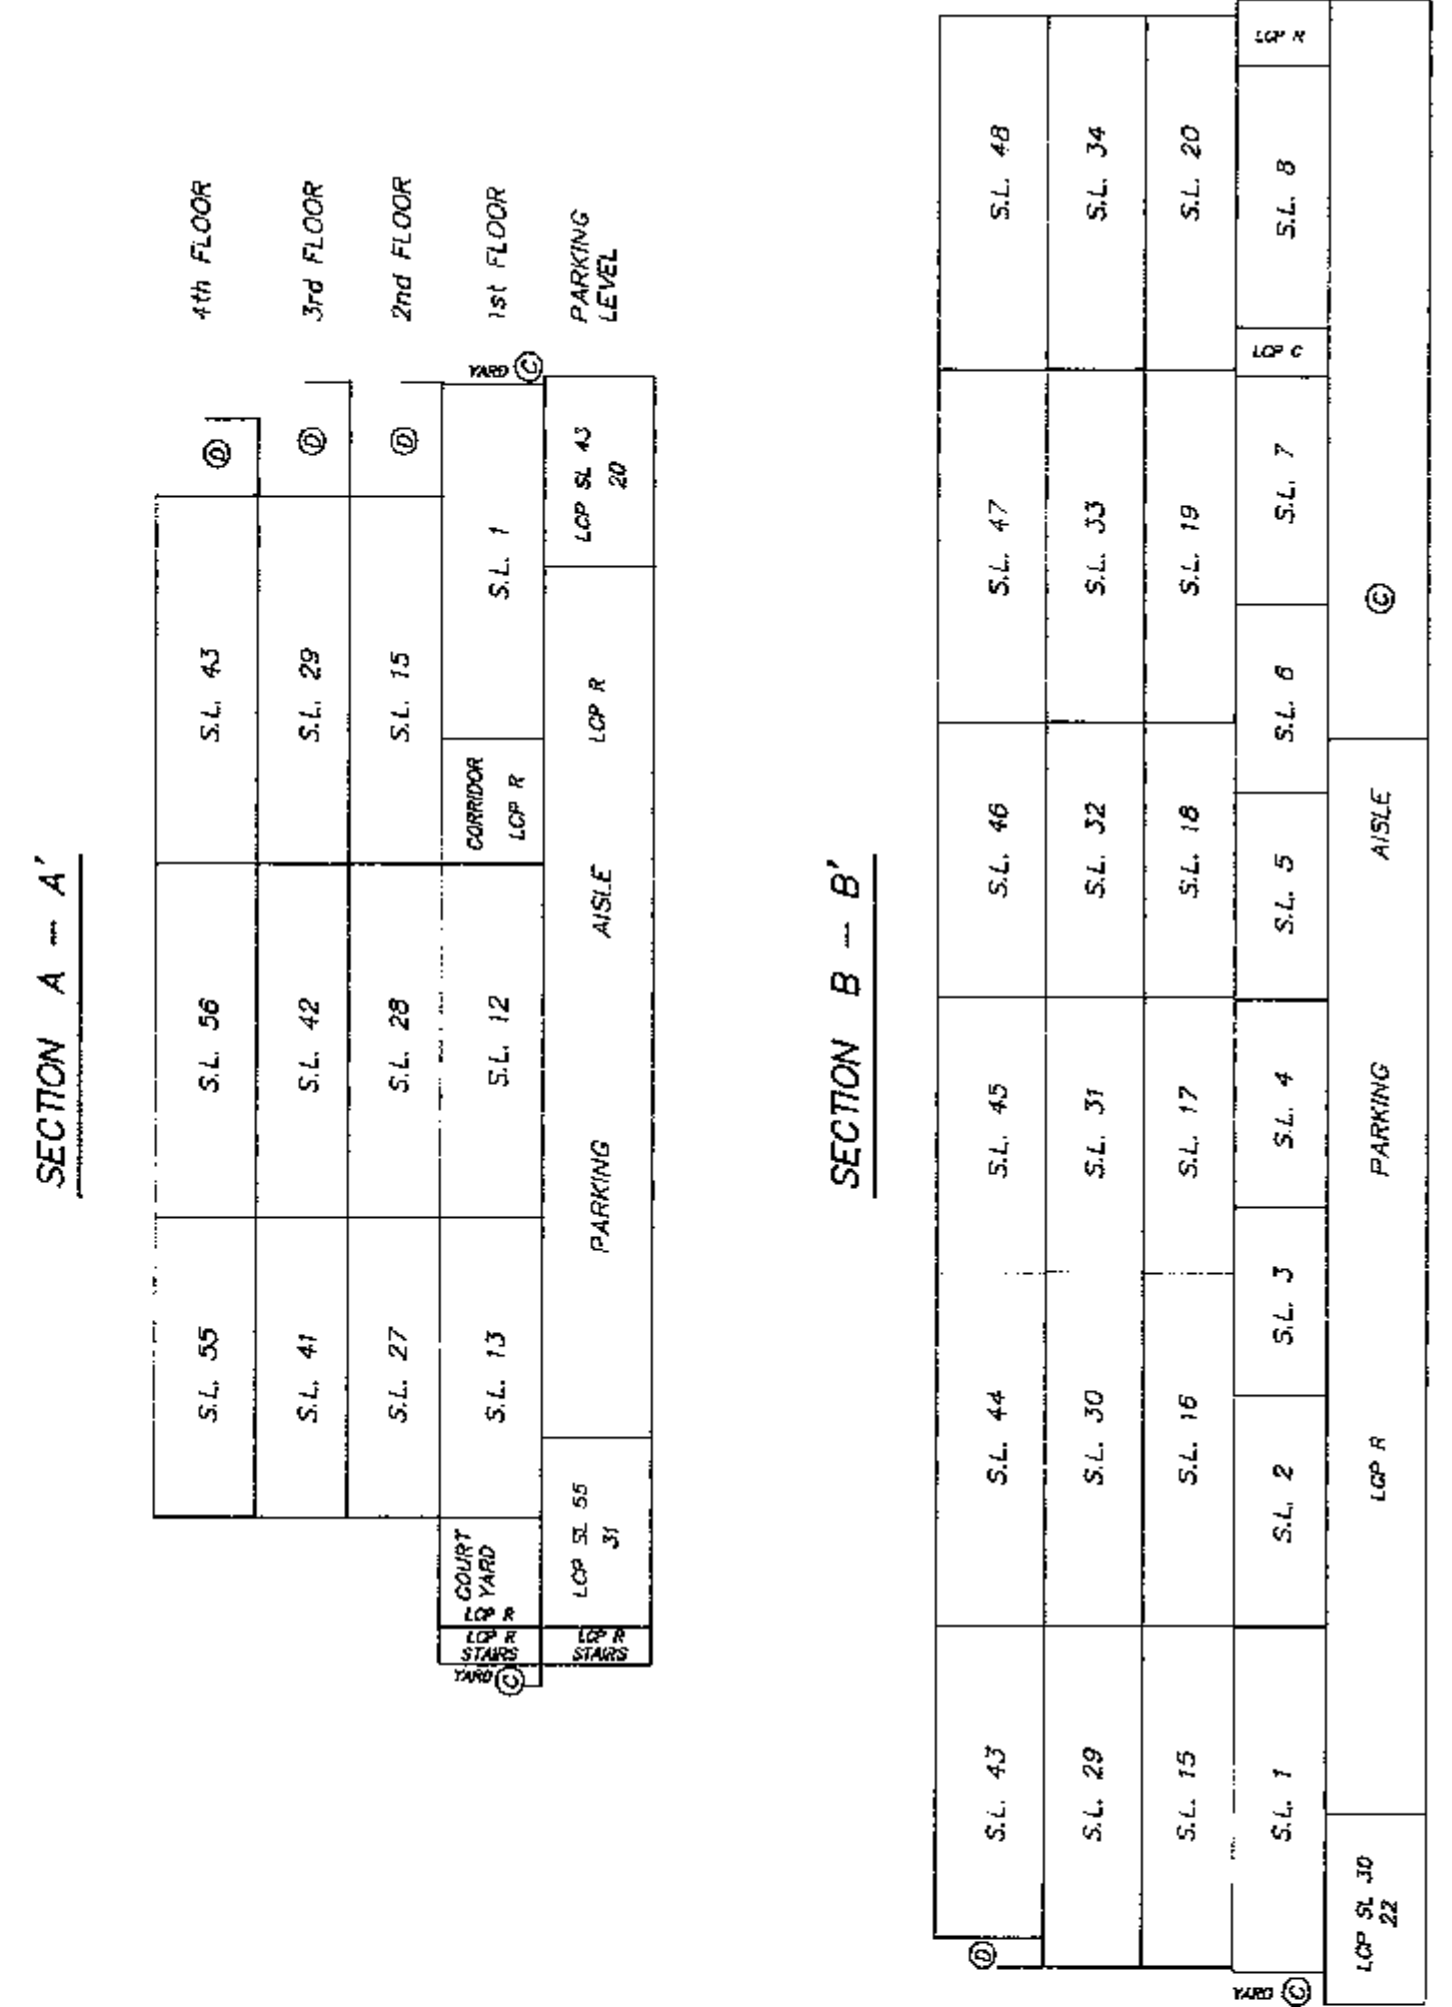 SECTION A - A'
S.L. 55 S.L. 56 S.L. 43 D 4th FLOOR
S.L. 41 S.L. 42 S.L. 29 D 3rd FLOOR
S.L. 27 S.L. 28 S.L. 15 D 2nd FLOOR
YARD C
LCP R
STAIRS
COURT
YARD
LCP R
S.L. 13 S.L. 12
CORRIDOR
LCP R
S.L. 1
YARD C
1st FLOOR
LCP R
STAIRS
LCP SL 55
31
PARKING AISLE LCP R
LCP SL 43
20
PARKING
LEVEL
SECTION B - B'
D
S.L. 43 S.L. 44 S.L. 45 S.L. 46 S.L. 47 S.L. 48
S.L. 29 S.L. 30 S.L. 31 S.L. 32 S.L. 33 S.L. 34
S.L. 15 S.L. 16 S.L. 17 S.L. 18 S.L. 19 S.L. 20
YARD C
S.L. 1 S.L. 2 S.L. 3 S.L. 4 S.L. 5 S.L. 6 S.L. 7 LCP C S.L. 8 LCP R
LCP SL 30
22
LCP R PARKING AISLE C